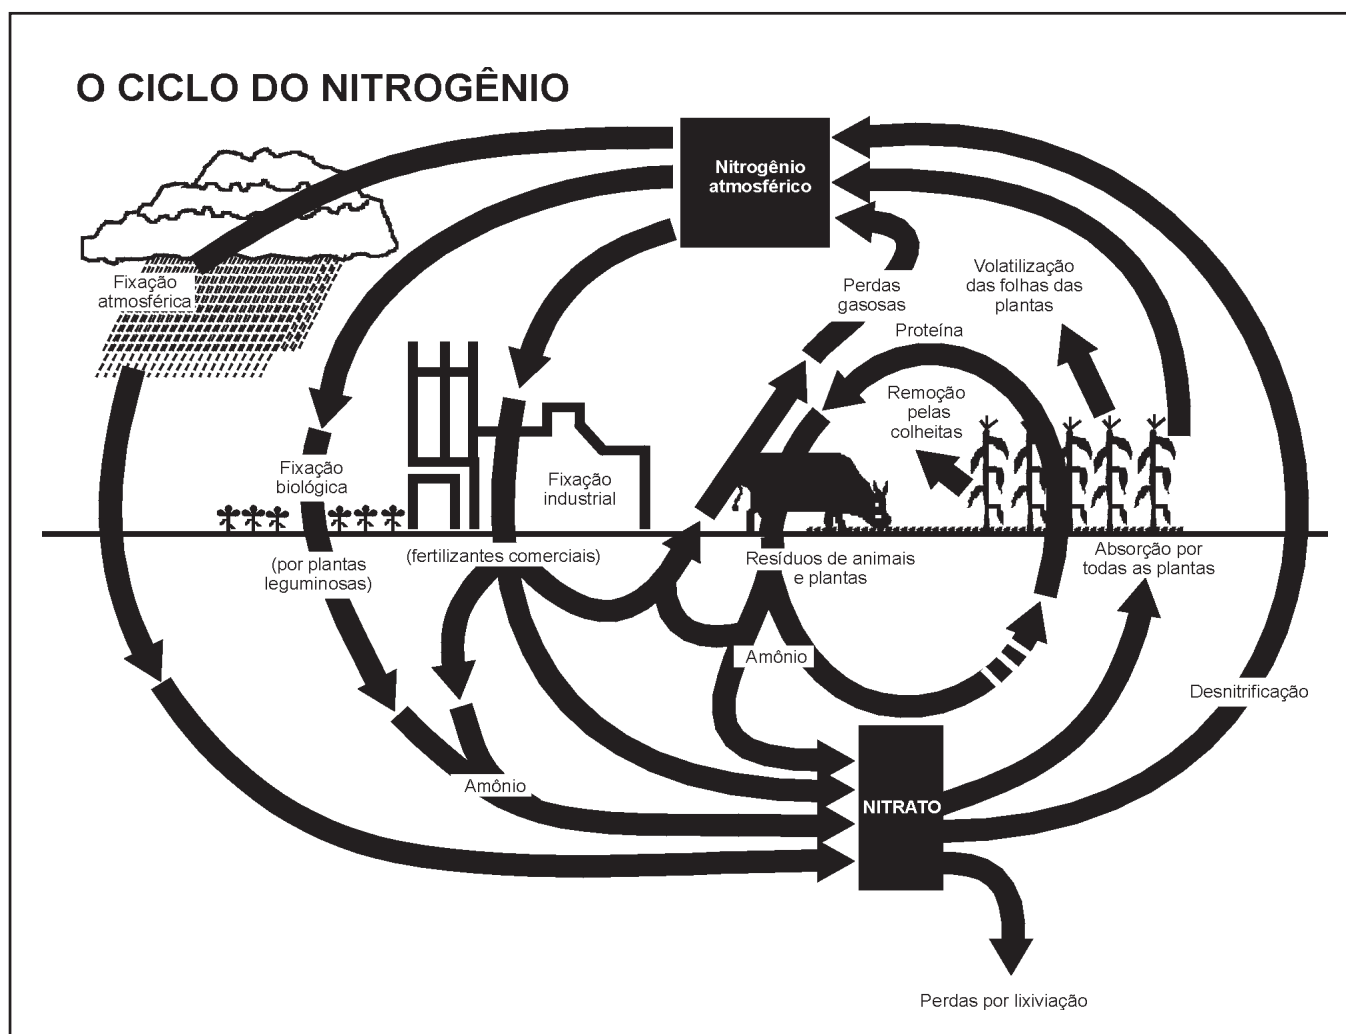 O CICLO DO NITROGÊNIO
Nitrogênio
atmosférico
Fixação
atmosférica
Perdas
gasosas
Volatilização
das folhas das
plantas
Proteína
Remoção
pelas
colheitas
Fixação
biológica
Fixação
industrial
(por plantas
leguminosas)
(fertilizantes comerciais)
Resíduos de animais
e plantas
Absorção por
todas as plantas
Amônio
Desnitrificação
Amônio
NITRATO
Perdas por lixiviação